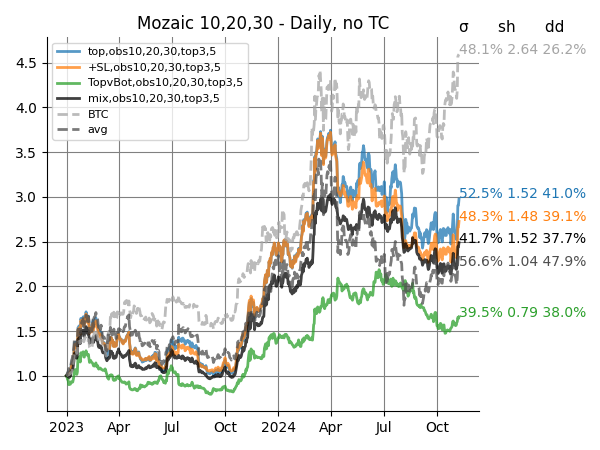 Mozaic 10,20,30 - Daily, no TC
σ sh dd
top,obs10,20,30,top3,5
+SL,obs10,20,30,top3,5
TopvBot,obs10,20,30,top3,5
mix,obs10,20,30,top3,5
BTC
avg
48.1% 2.64 26.2%
52.5% 1.52 41.0%
48.3% 1.48 39.1%
41.7% 1.52 37.7%
56.6% 1.04 47.9%
39.5% 0.79 38.0%
4.5
4.0
3.5
3.0
2.5
2.0
1.5
1.0
2023 Apr Jul Oct 2024 Apr Jul Oct